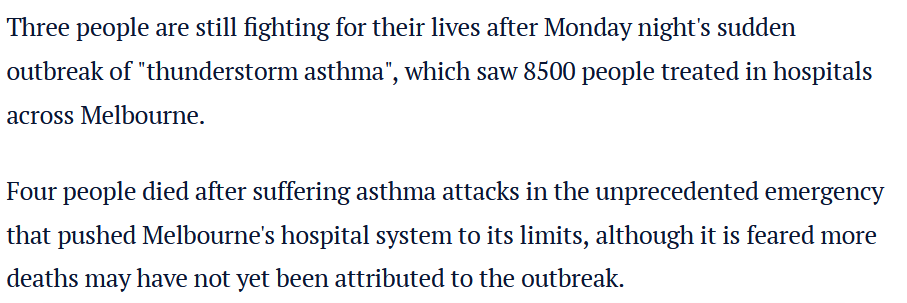 Three people are still fighting for their lives after Monday night's sudden
outbreak of "thunderstorm asthma", which saw 8500 people treated in hospitals
across Melbourne.
Four people died after suffering asthma attacks in the unprecedented emergency
that pushed Melbourne's hospital system to its limits, although it is feared more
deaths may have not yet been attributed to the outbreak.